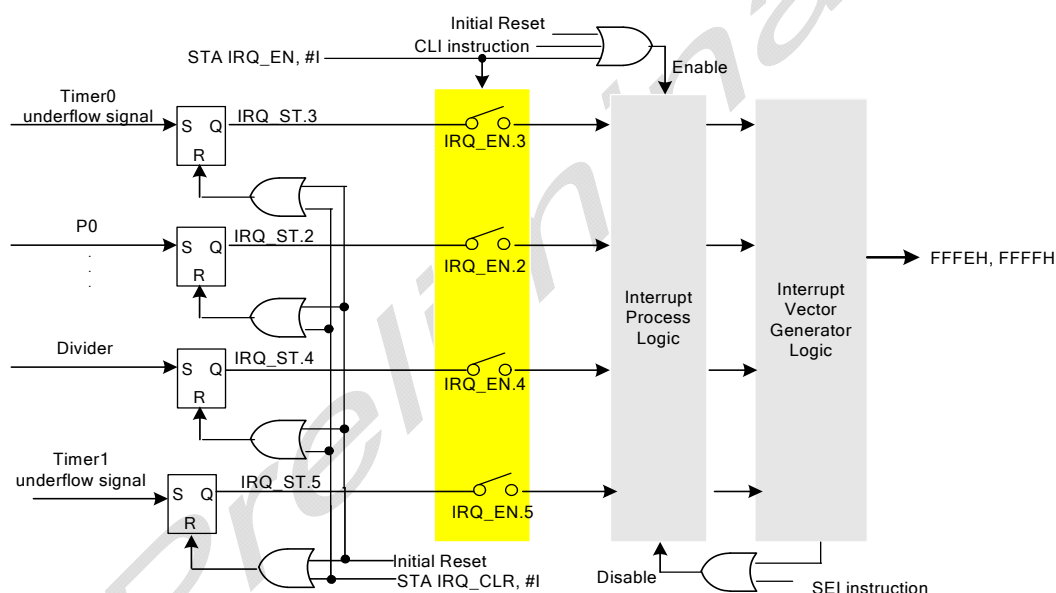 Initial Reset
CLI instruction
STA IRQ_EN, #I
Enable
Timer0
underflow signal
S Q
R
IRQ_ST.3
IRQ_EN.3
P0
.
.
.
S Q
R
IRQ_ST.2
IRQ_EN.2
Interrupt
Process
Logic
Interrupt
Vector
Generator
Logic
FFFEH, FFFFH
Divider
S Q
R
IRQ_ST.4
IRQ_EN.4
Timer1
underflow signal
S Q
R
IRQ_ST.5
IRQ_EN.5
Initial Reset
STA IRQ_CLR, #I
Disable
SEI instruction
Prelimina